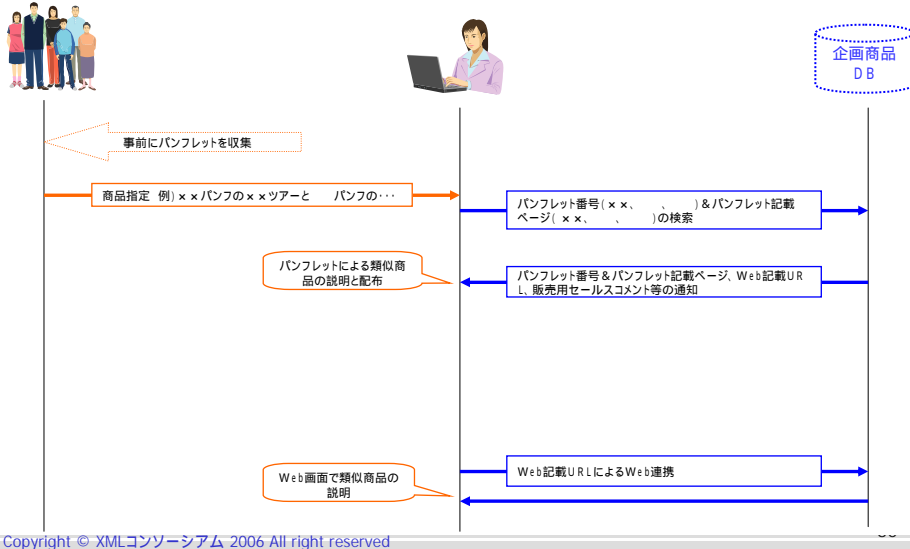 企画商品
DB
事前にパンフレットを収集
商品指定 例)××パンフの××ツアーと　　パンフの・・・
パンフレット番号(××、　、　)&パンフレット記載
ページ(××、　、　)の検索
パンフレットによる類似商
品の説明と配布
パンフレット番号&パンフレット記載ページ、Web記載UR
L、販売用セールスコメント等の通知
Web画面で類似商品の
説明
Web記載URLによるWeb連携
Copyright © XMLコンソーシアム 2006 All right reserved